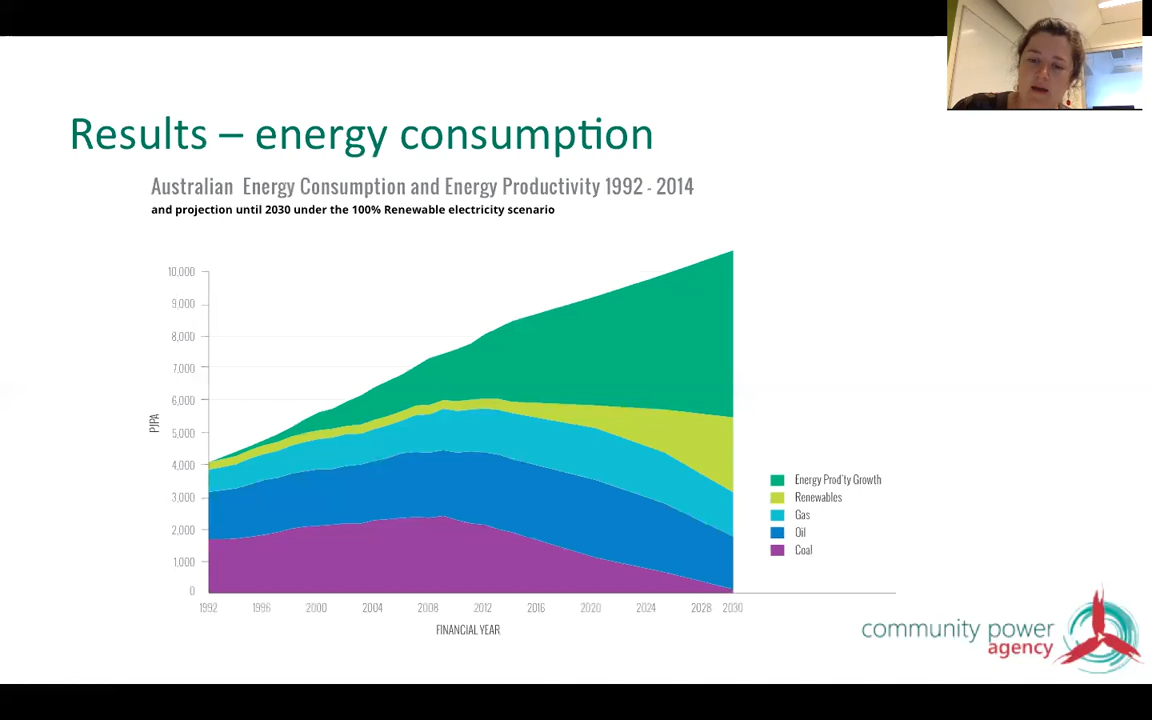 Results – energy consumption
Australian Energy Consumption and Energy Productivity 1992 - 2014
and projection until 2030 under the 100% Renewable electricity scenario
10,000
9,000
8,000
7,000
6,000
5,000
4,000
3,000
2,000
1,000
0
PJPA
1992 1996 2000 2004 2008 2012 2016 2020 2024 2028 2030
FINANCIAL YEAR
Energy Prod'ty Growth
Renewables
Gas
Oil
Coal
community power
agency